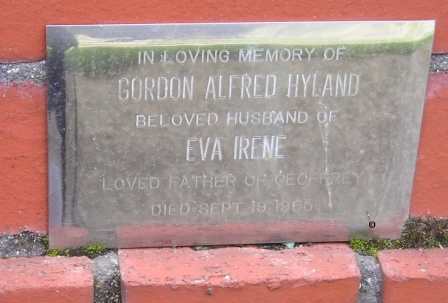 IN LOVING MEMORY OF
GORDON ALFRED HYLAND
BELOVED HUSBAND OF
EVA IRENE
LOVED FATHER OF GEOFFREY
DIED SEPT. 19, 1965